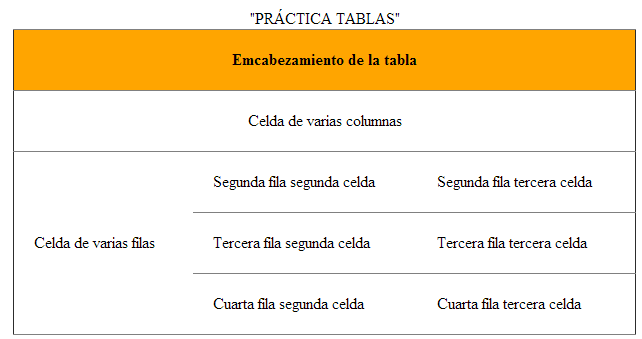 "PRÁCTICA TABLAS"
Emcabezamiento de la tabla
Celda de varias columnas
Segunda fila segunda celda Segunda fila tercera celda
Celda de varias filas Tercera fila segunda celda Tercera fila tercera celda
Cuarta fila segunda celda Cuarta fila tercera celda